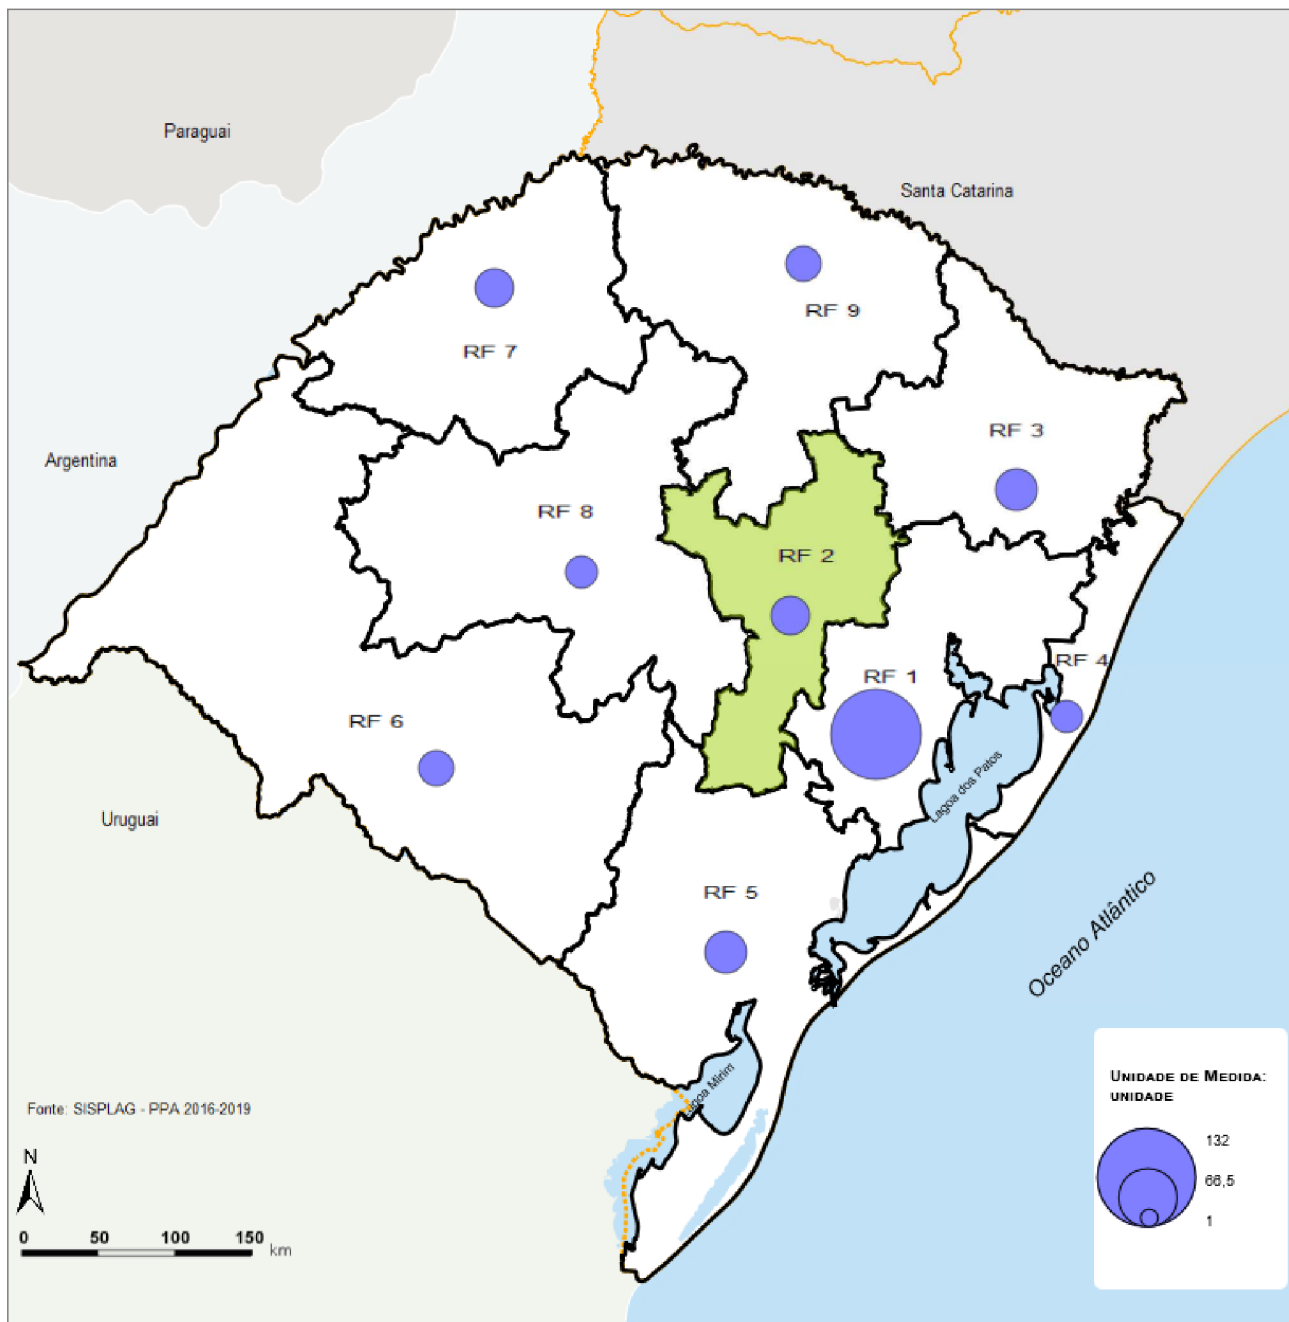 Paraguai
Santa Catarina
RF 9
RF 7
RF 3
Argentina
RF 8
RF 2
RF 4
RF 1
RF 6
Lagoa dos Patos
Uruguai
RF 5
Oceano Atlântico
Lagoa Mirim
Fonte: SISPLAG - PPA 2016-2019
N
0 50 100 150 km
UNIDADE DE MEDIDA:
UNIDADE
132
66,5
1